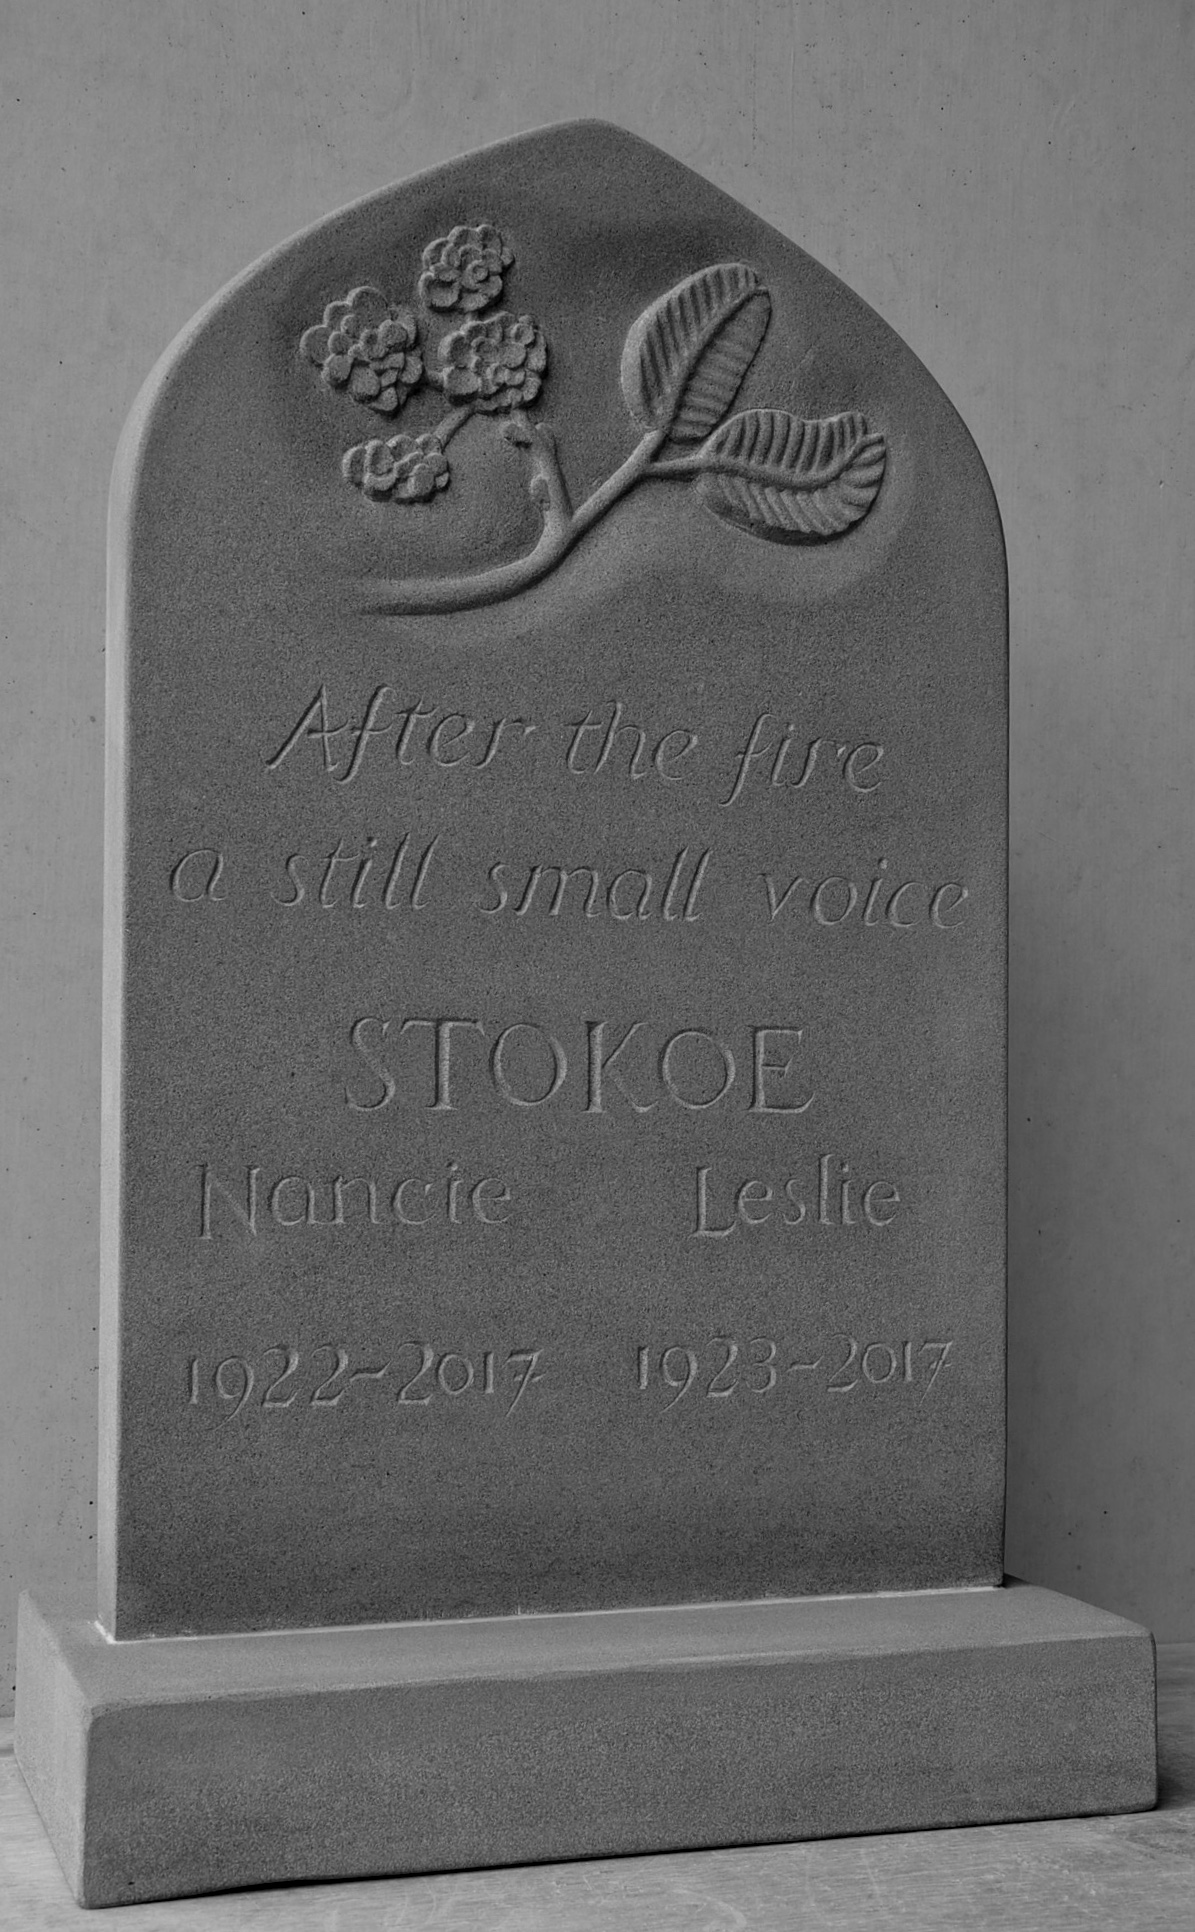 After the fire
a still small voice
STOKOE
Nancie Leslie
1922-2017 1923-2017